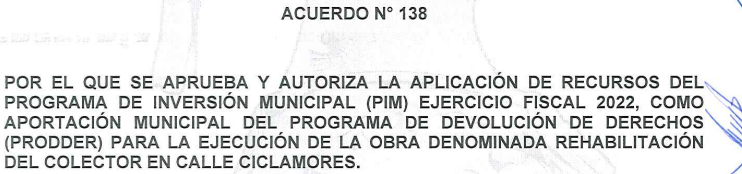 ACUERDO N° 138
POR EL QUE SE APRUEBA Y AUTORIZA LA APLICACIÓN DE RECURSOS DEL
PROGRAMA DE INVERSIÓN MUNICIPAL (PIM) EJERCICIO FISCAL 2022, COMO
APORTACIÓN MUNICIPAL DEL PROGRAMA DE DEVOLUCIÓN DE DERECHOS
(PRODDER) PARA LA EJECUCIÓN DE LA OBRA DENOMINADA REHABILITACIÓN
DEL COLECTOR EN CALLE CICLAMORES.